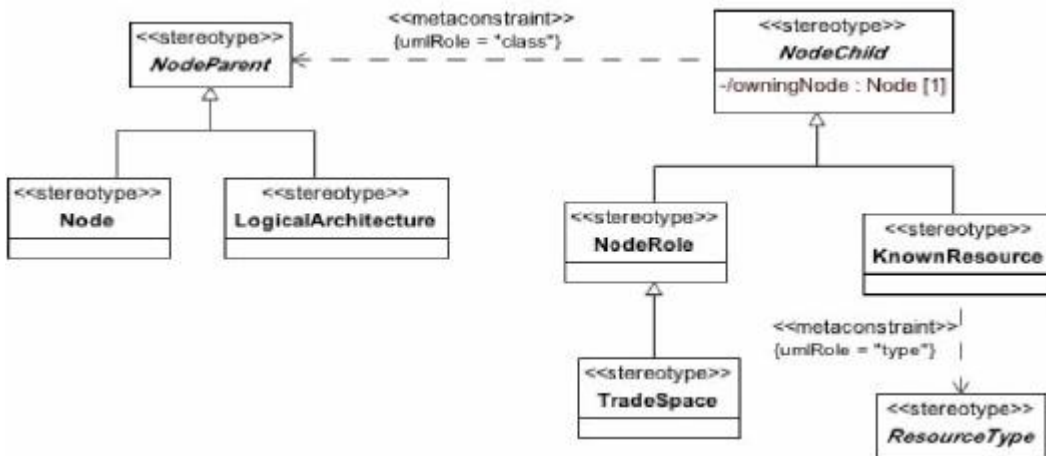 <<metaconstraint>>
{umlRole = "class"}
<<stereotype>>
NodeParent
<<stereotype>>
NodeChild
-/owningNode : Node [1]
<<stereotype>>
Node
<<stereotype>>
LogicalArchitecture
<<stereotype>>
NodeRole
<<stereotype>>
KnownResource
<<metaconstraint>>
{umlRole = "type"}
<<stereotype>>
TradeSpace
<<stereotype>>
ResourceType